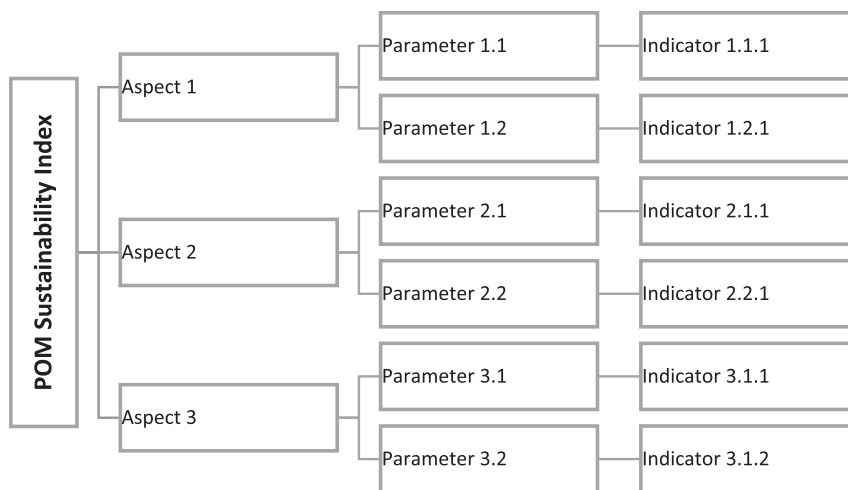 POM Sustainability Index
Aspect 1
Parameter 1.1
Indicator 1.1.1
Parameter 1.2
Indicator 1.2.1
Aspect 2
Parameter 2.1
Indicator 2.1.1
Parameter 2.2
Indicator 2.2.1
Aspect 3
Parameter 3.1
Indicator 3.1.1
Parameter 3.2
Indicator 3.1.2